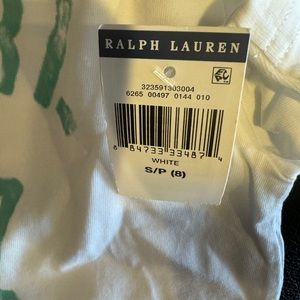 RALPH LAUREN
323591303004
6265 00497 0144 010
8 84733 33487 4
WHITE
S/P (8)